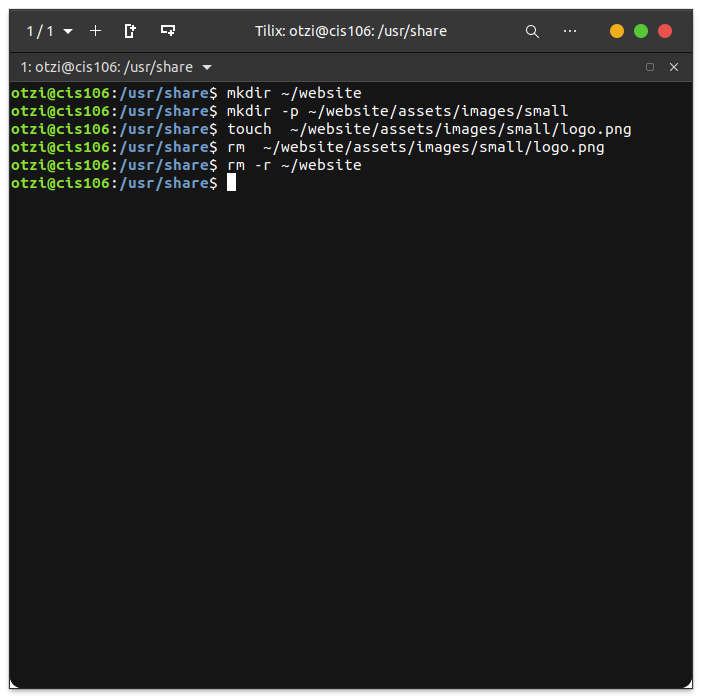 1 / 1
Tilix: otzi@cis106: /usr/share
1: otzi@cis106: /usr/share
otzi@cis106:/usr/share$ mkdir ~/website
otzi@cis106:/usr/share$ mkdir -p ~/website/assets/images/small
otzi@cis106:/usr/share$ touch  ~/website/assets/images/small/logo.png
otzi@cis106:/usr/share$ rm  ~/website/assets/images/small/logo.png
otzi@cis106:/usr/share$ rm -r ~/website
otzi@cis106:/usr/share$